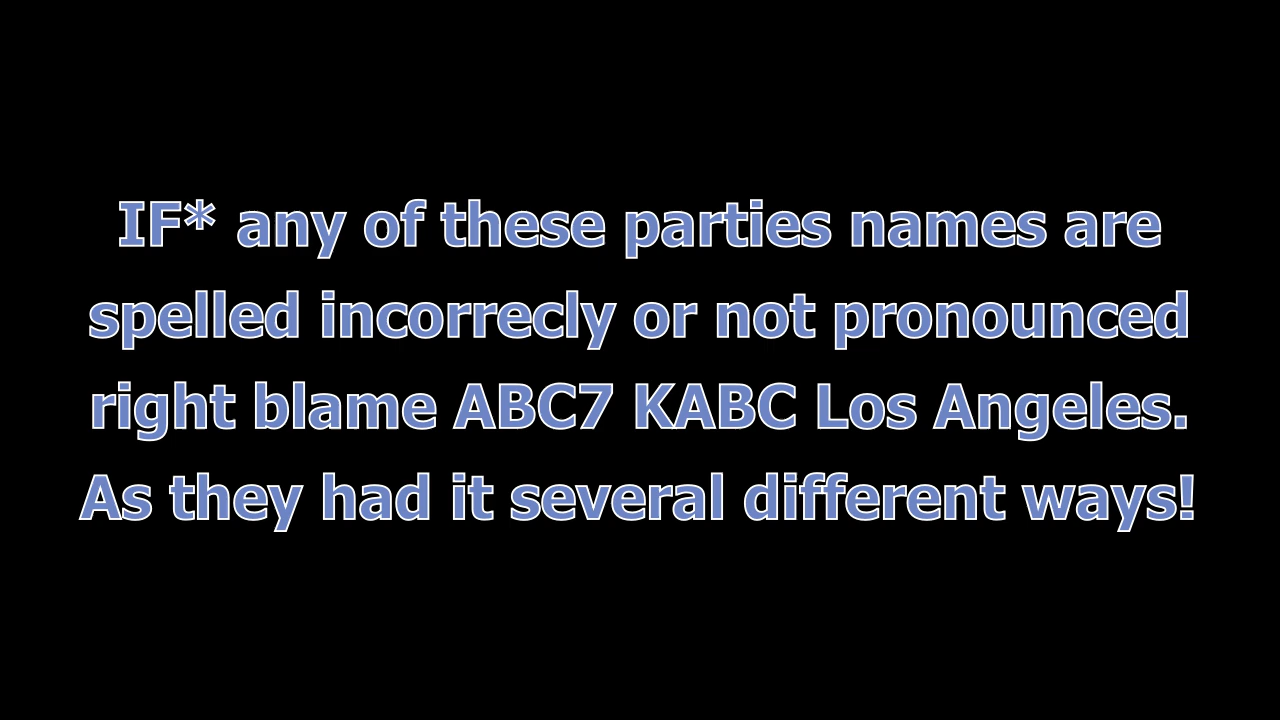 IF* any of these parties names are
spelled incorrecly or not pronounced
right blame ABC7 KABC Los Angeles.
As they had it several different ways!